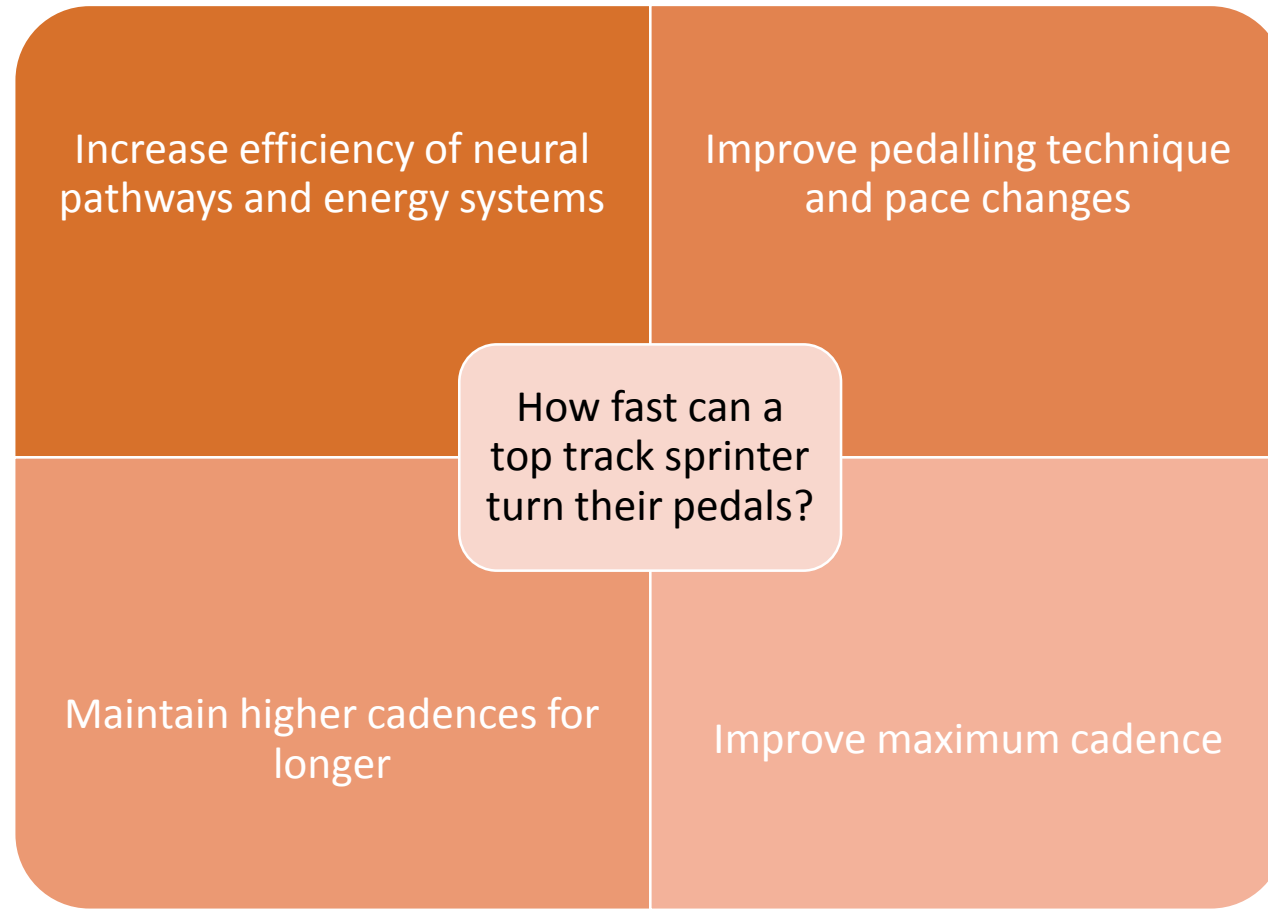 Increase efficiency of neural
pathways and energy systems
Improve pedalling technique
and pace changes
How fast can a
top track sprinter
turn their pedals?
Maintain higher cadences for
longer
Improve maximum cadence